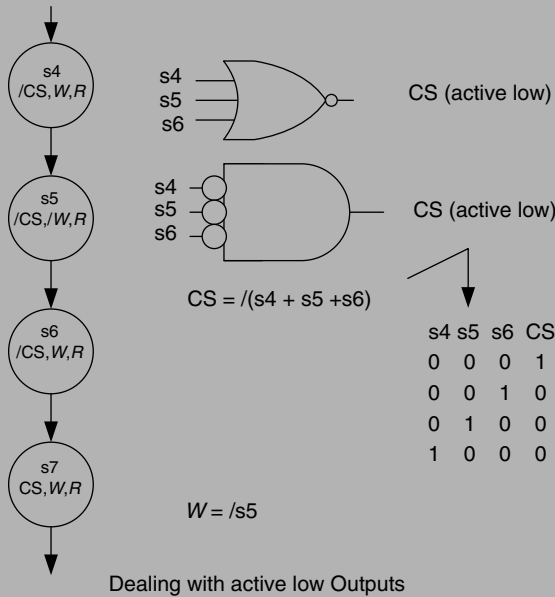 s4
/CS,W,R
s5
/CS,/W,R
s6
/CS,W,R
s7
CS,W,R
s4
s5
s6
CS (active low)
s4
s5
s6
CS (active low)
CS = /(s4 + s5 +s6)
s4 s5 s6 CS
0 0 0 1
0 0 1 0
0 1 0 0
1 0 0 0
W = /s5
Dealing with active low Outputs